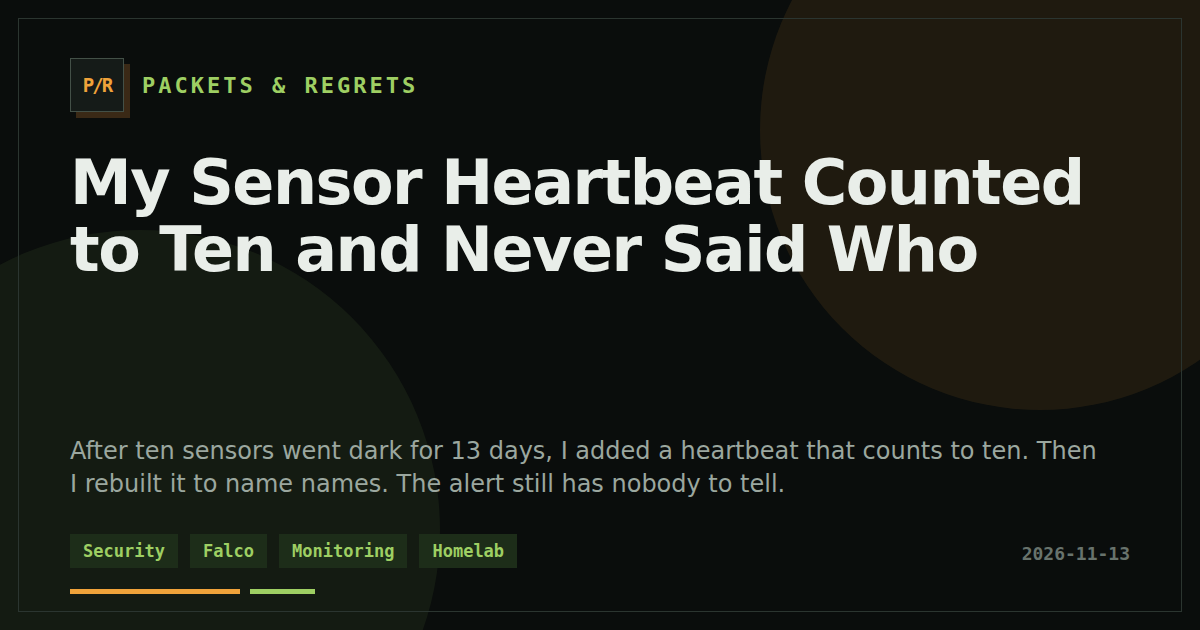 P/R
PACKETS & REGRETS
My Sensor Heartbeat Counted
to Ten and Never Said Who
After ten sensors went dark for 13 days, I added a heartbeat that counts to ten. Then
I rebuilt it to name names. The alert still has nobody to tell.
Security Falco Monitoring Homelab
2026-11-13